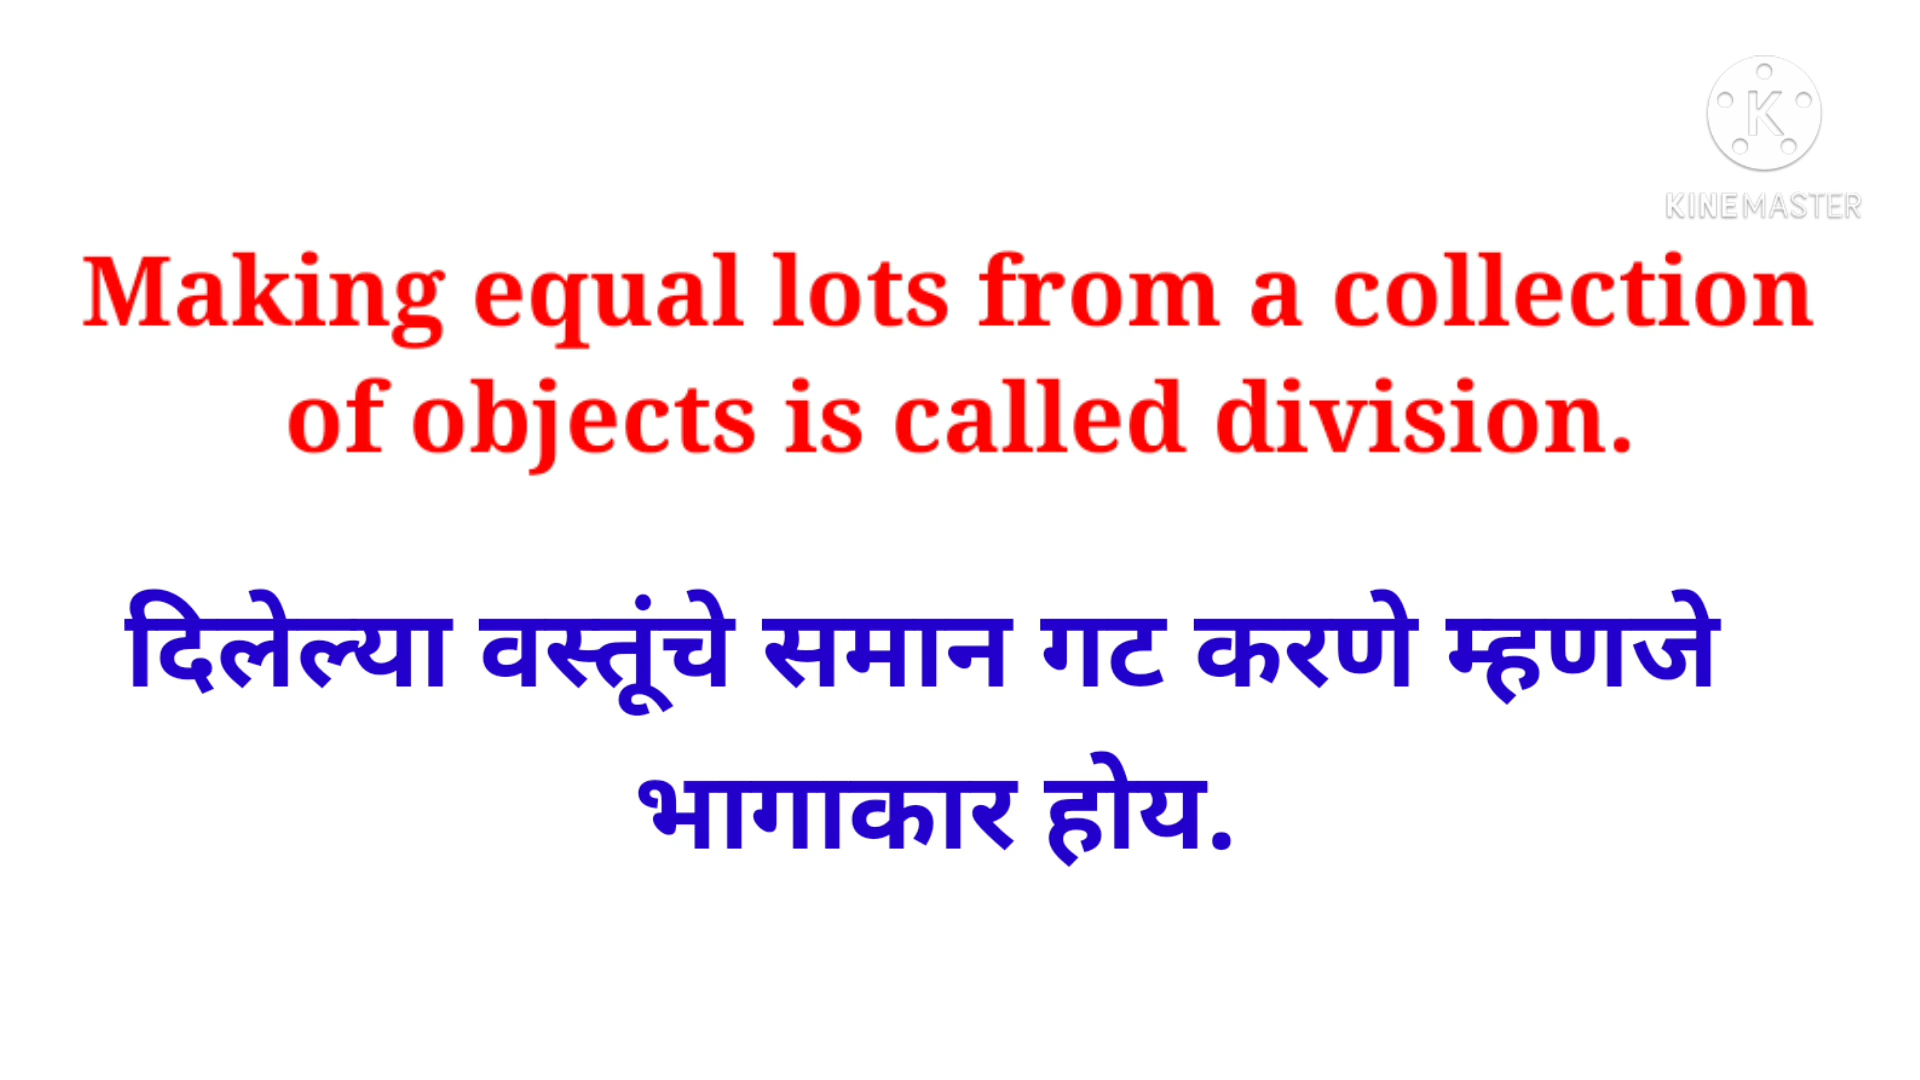 K
KINEMASTER
Making equal lots from a collection
of objects is called division.
दिलेल्या वस्तूंचे समान गट करणे म्हणजे
भागाकार होय.